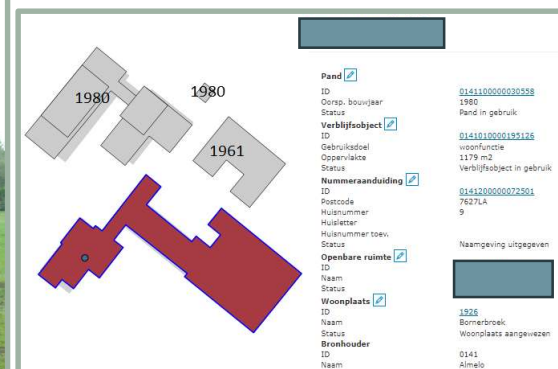 1980
1980
1961
Pand
ID 0141100000030558
Oorsp. bouwjaar 1980
Status Pand in gebruik
Verblijfsobject
ID 0141010000195126
Gebruiksdoel woonfunctie
Oppervlakte 1179 m2
Status Verblijfsobject in gebruik
Nummeraanduiding
ID 0141200000072501
Postcode 7627LA
Huisnummer 9
Huisletter
Huisnummer toev.
Status Naamgeving uitgegeven
Openbare ruimte
ID
Naam
Status
Woonplaats
ID 1926
Naam Bornerbroek
Status Woonplaats aangewezen
Bronhouder
ID 0141
Naam Almelo